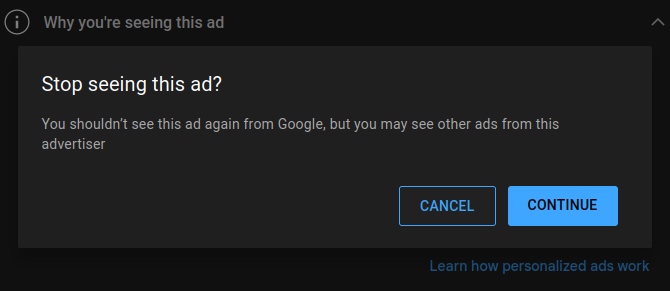 Why you're seeing this ad
Stop seeing this ad?
You shouldn’t see this ad again from Google, but you may see other ads from this
advertiser
CANCEL
CONTINUE
Learn how personalized ads work